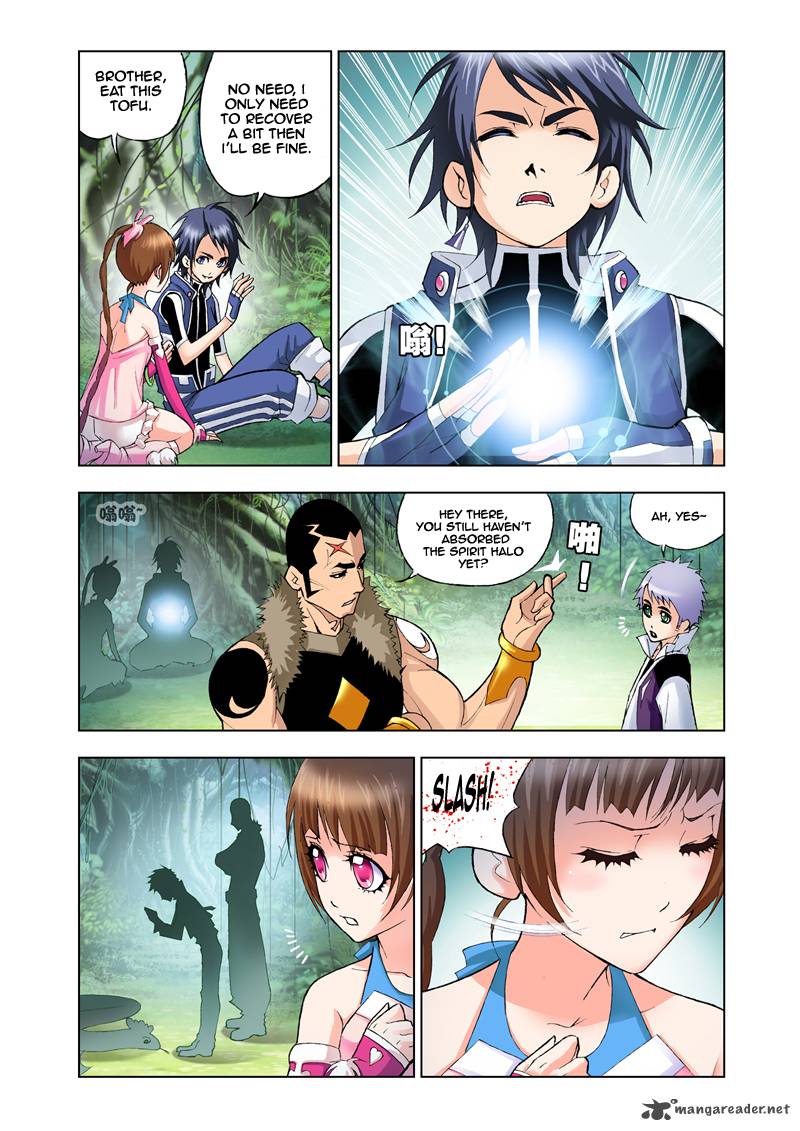 BROTHER,
EAT THIS
TOFU.
NO NEED, I
ONLY NEED
TO RECOVER
A BIT THEN
I'LL BE FINE.
嗡!
嗡嗡~
HEY THERE,
YOU STILL HAVEN'T
ABSORBED
THE SPIRIT HALO
YET?
啪!
AH, YES~
SLASH!
mangareader.net